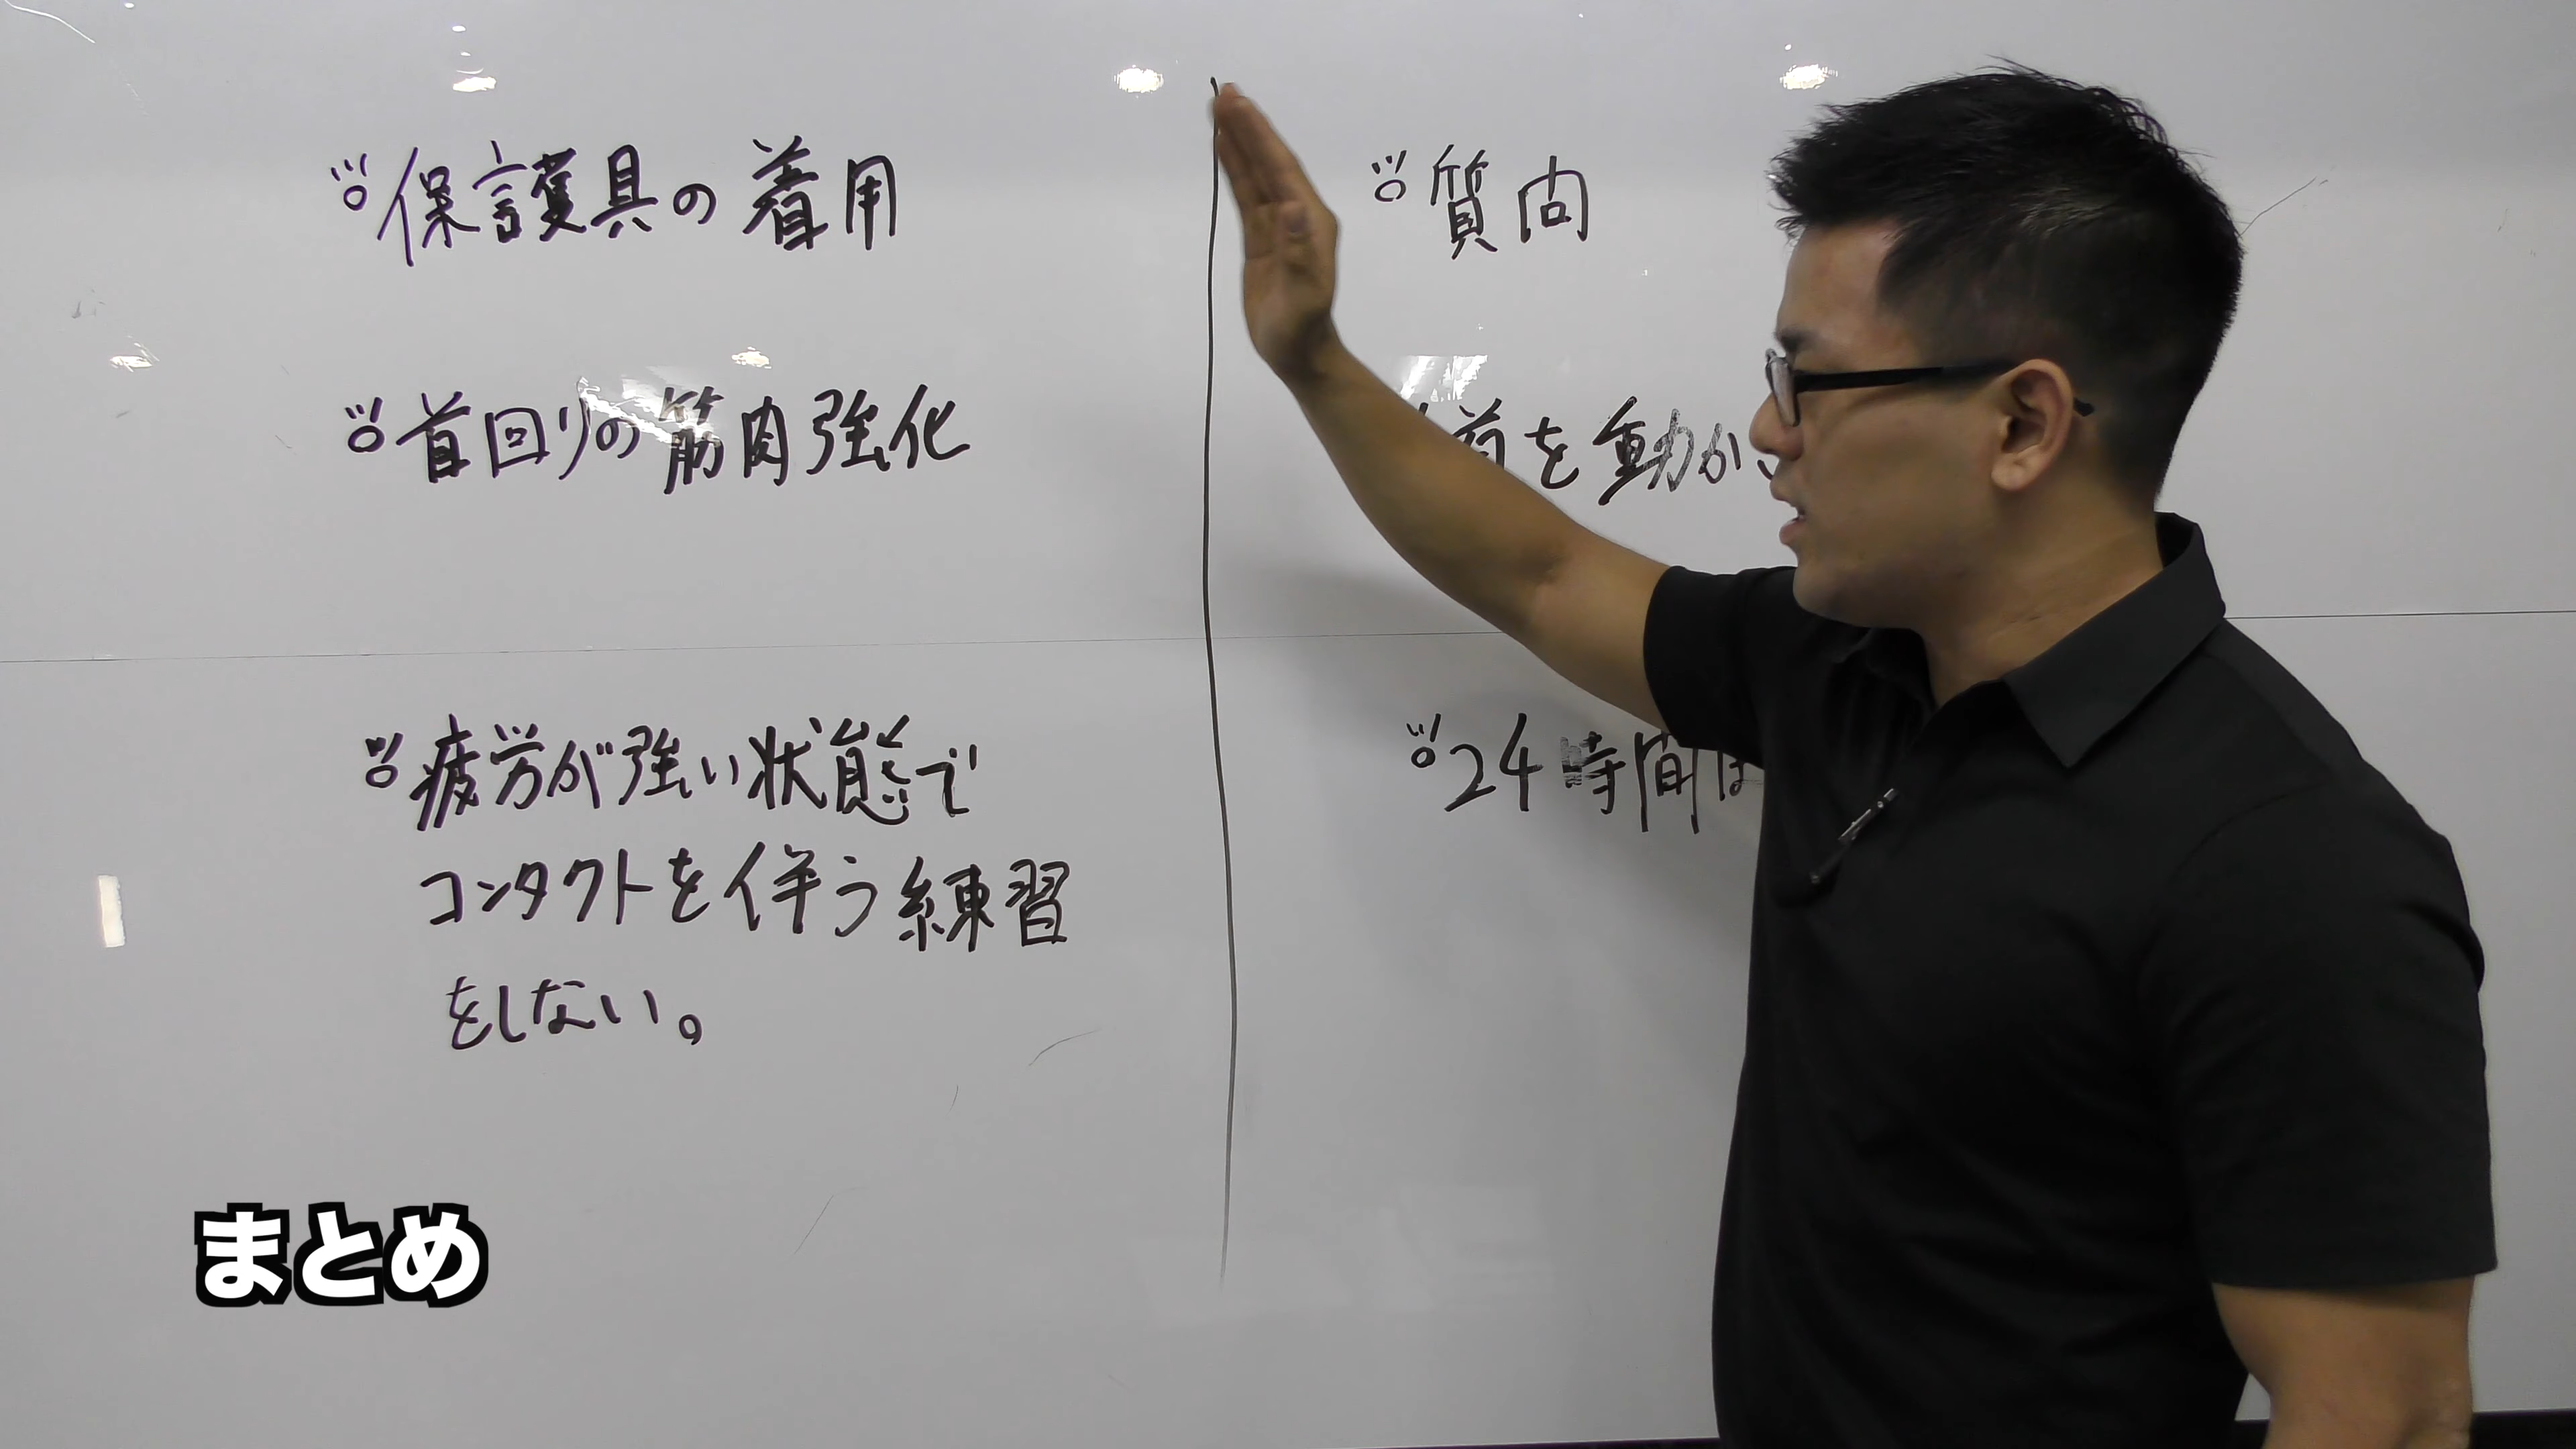 ○保護具の着用
○首回りの筋肉強化
○疲労が強い状態で
コンタクトを伴う練習
をしない。
○質問
首を動か
○24時間は
まとめ